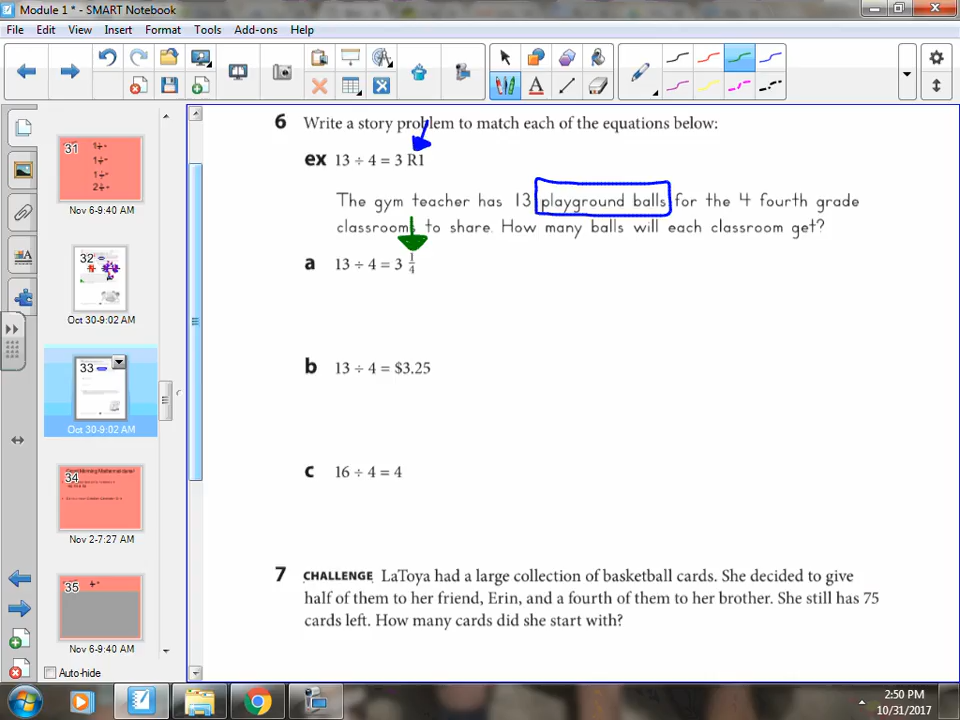 Module 1 * - SMART Notebook
File Edit View Insert Format Tools Add-ons Help
31
Nov 6-9:40 AM
32
Oct 30-9:02 AM
33
Oct 30-9:02 AM
34
Nov 2-7:27 AM
35
Nov 6-9:40 AM
Auto-hide
6 Write a story problem to match each of the equations below:
ex 13 ÷ 4 = 3 R1
The gym teacher has 13 playground balls for the 4 fourth grade
classrooms to share. How many balls will each classroom get?
a 13 ÷ 4 = 3 1/4
b 13 ÷ 4 = $3.25
c 16 ÷ 4 = 4
7 CHALLENGE LaToya had a large collection of basketball cards. She decided to give
half of them to her friend, Erin, and a fourth of them to her brother. She still has 75
cards left. How many cards did she start with?
2:50 PM
10/31/2017